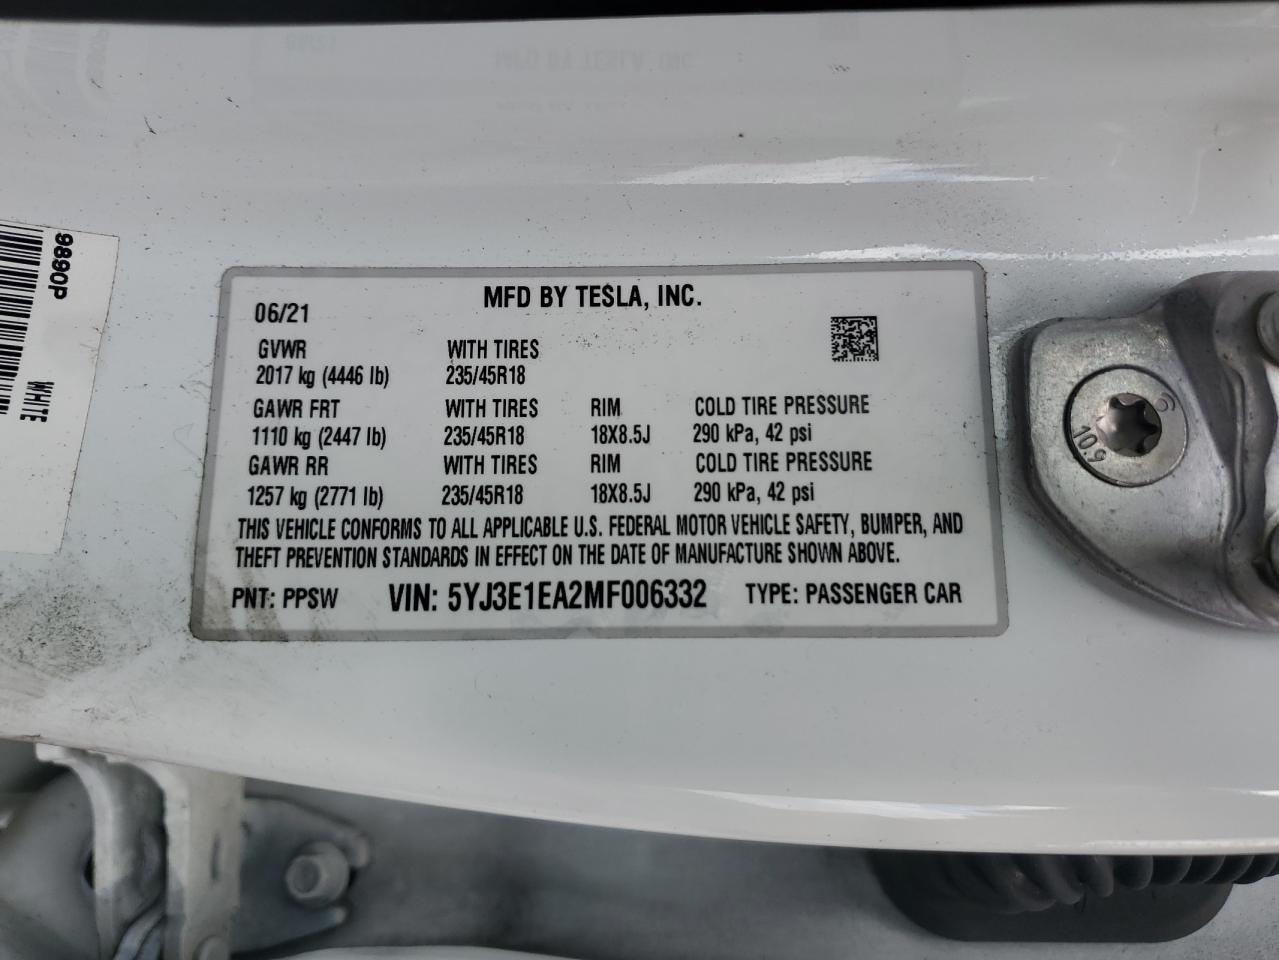 MFD BY TESLA, INC.
06/21
GVWR WITH TIRES
2017 kg (4446 lb) 235/45R18
GAWR FRT WITH TIRES RIM COLD TIRE PRESSURE
1110 kg (2447 lb) 235/45R18 18X8.5J 290 kPa, 42 psi
GAWR RR WITH TIRES RIM COLD TIRE PRESSURE
1257 kg (2771 lb) 235/45R18 18X8.5J 290 kPa, 42 psi
THIS VEHICLE CONFORMS TO ALL APPLICABLE U.S. FEDERAL MOTOR VEHICLE SAFETY, BUMPER, AND
THEFT PREVENTION STANDARDS IN EFFECT ON THE DATE OF MANUFACTURE SHOWN ABOVE.
PNT: PPSW VIN: 5YJ3E1EA2MF006332 TYPE: PASSENGER CAR
9890P
WHITE
10.9